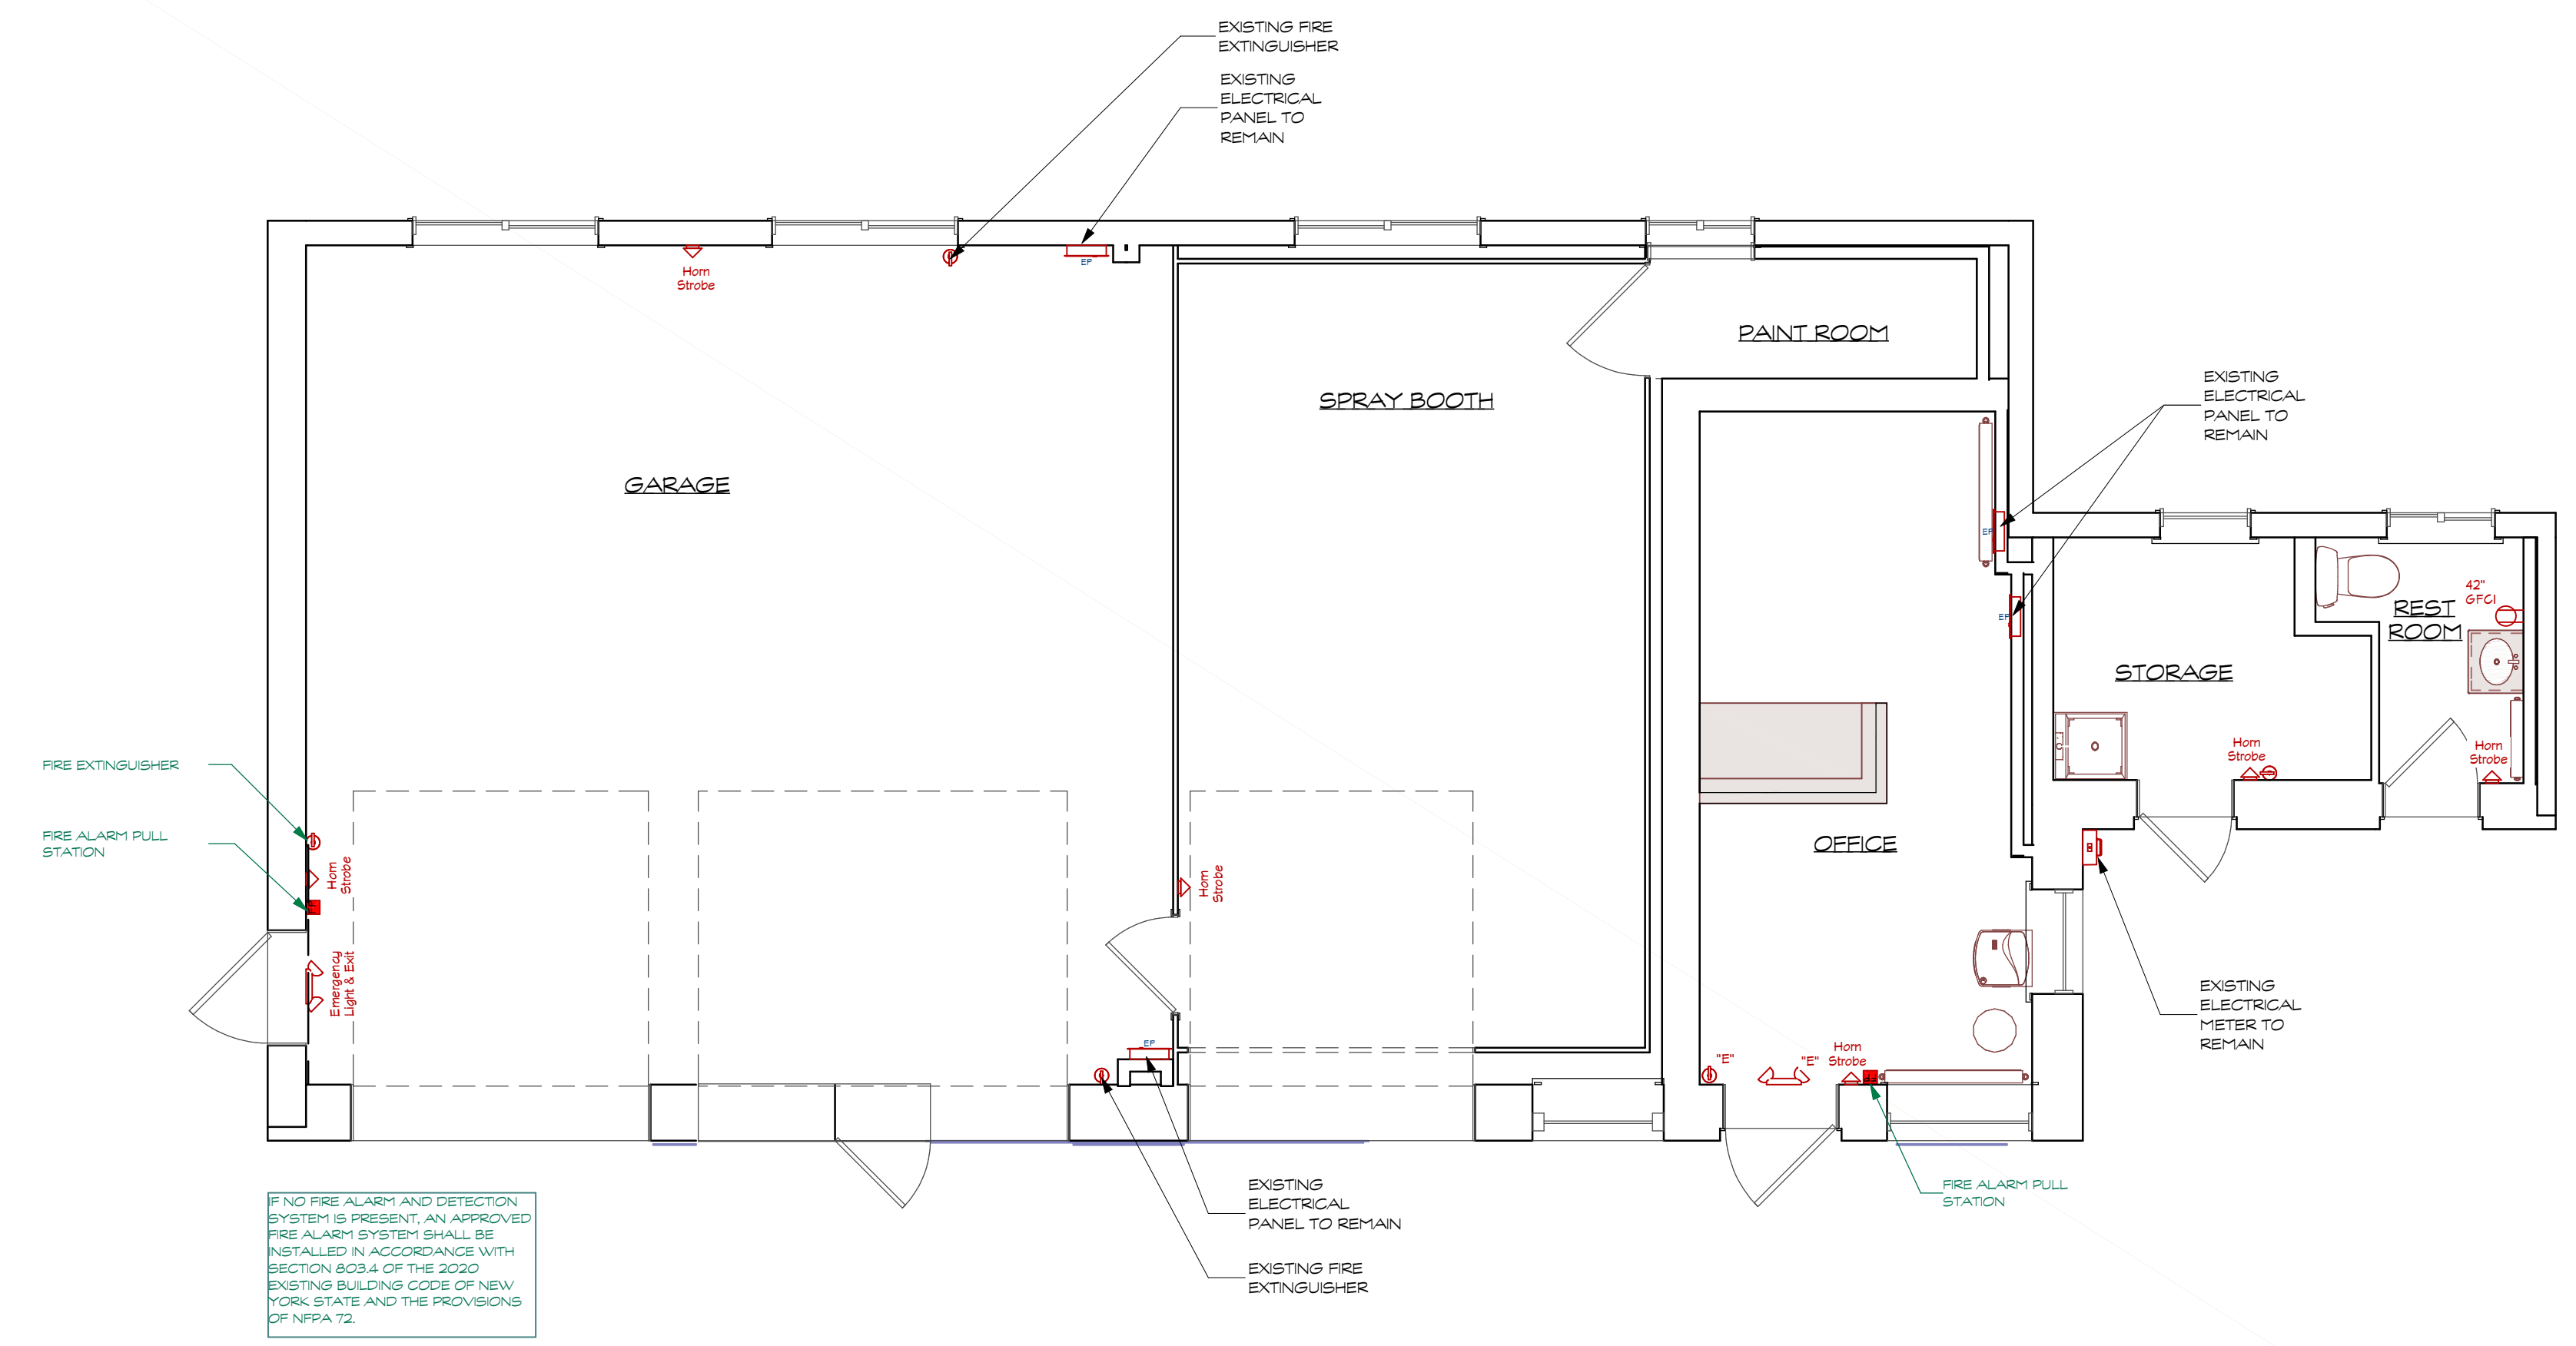 EXISTING FIRE
EXTINGUISHER
EXISTING
ELECTRICAL
PANEL TO
REMAIN
Horn
Strobe
EP
PAINT ROOM
SPRAY BOOTH
EXISTING
ELECTRICAL
PANEL TO
REMAIN
GARAGE
EP
EP
42"
GFCI
REST
ROOM
STORAGE
Horn
Strobe
Horn
Strobe
FIRE EXTINGUISHER
FIRE ALARM PULL
STATION
Horn
Strobe
Horn
Strobe
OFFICE
Emergency
Light & Exit
EXISTING
ELECTRICAL
METER TO
REMAIN
EP
"E"
"E"
Horn
Strobe
EXISTING
ELECTRICAL
PANEL TO REMAIN
FIRE ALARM PULL
STATION
EXISTING FIRE
EXTINGUISHER
IF NO FIRE ALARM AND DETECTION
SYSTEM IS PRESENT, AN APPROVED
FIRE ALARM SYSTEM SHALL BE
INSTALLED IN ACCORDANCE WITH
SECTION 803.4 OF THE 2020
EXISTING BUILDING CODE OF NEW
YORK STATE AND THE PROVISIONS
OF NFPA 72.